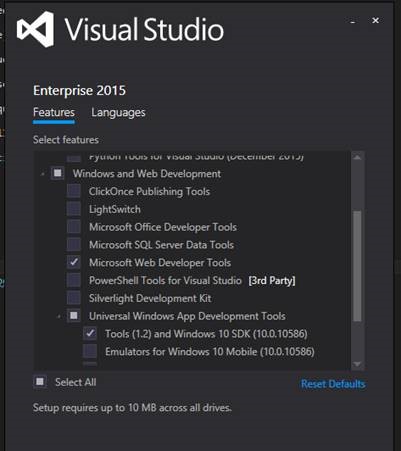 Visual Studio
Enterprise 2015
Features Languages
Select features
Python Tools for Visual Studio (December 2015)
Windows and Web Development
ClickOnce Publishing Tools
LightSwitch
Microsoft Office Developer Tools
Microsoft SQL Server Data Tools
Microsoft Web Developer Tools
PowerShell Tools for Visual Studio [3rd Party]
Silverlight Development Kit
Universal Windows App Development Tools
Tools (1.2) and Windows 10 SDK (10.0.10586)
Emulators for Windows 10 Mobile (10.0.10586)
Select All Reset Defaults
Setup requires up to 10 MB across all drives.